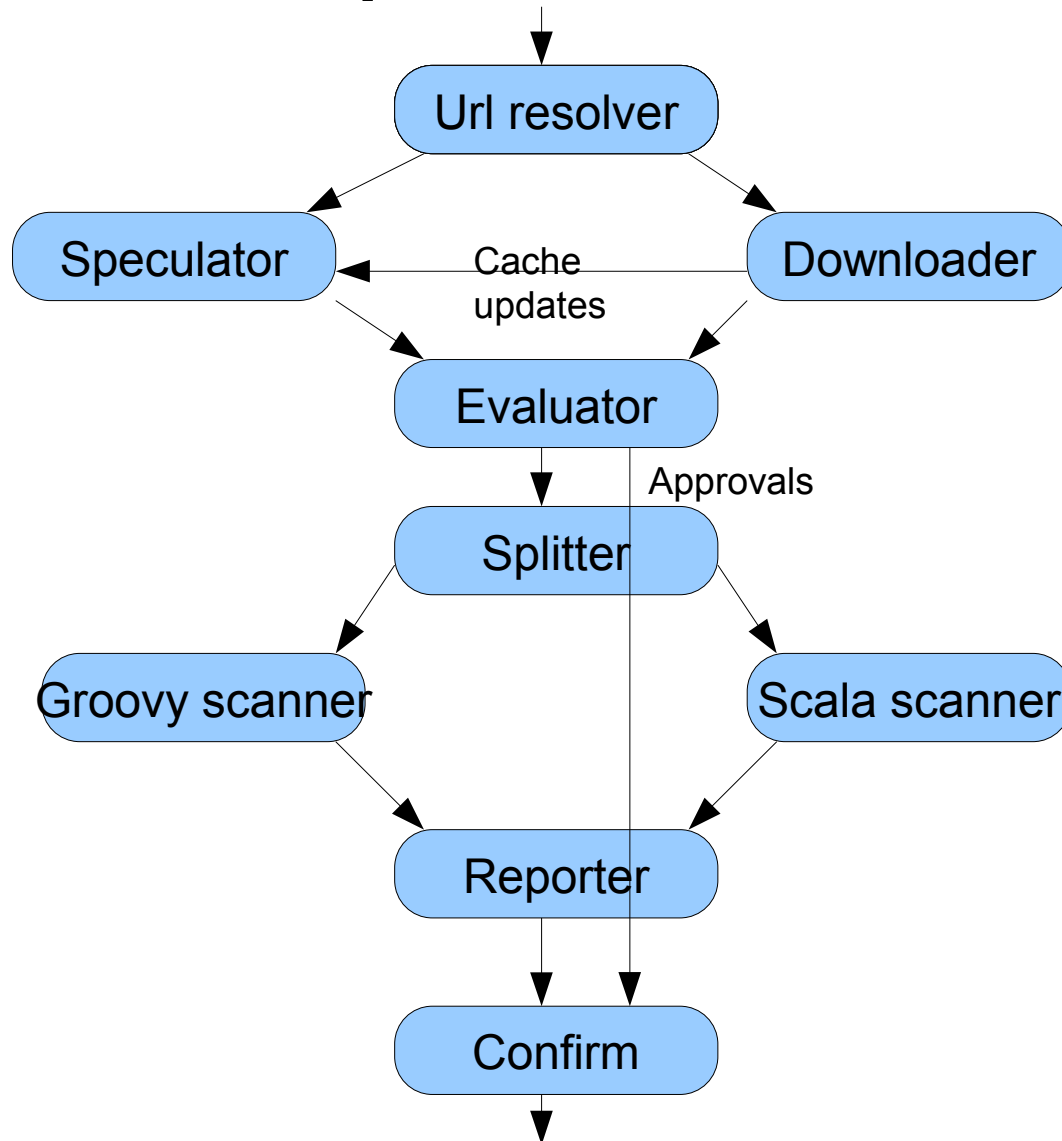 Url resolver
Speculator
Cache
updates
Downloader
Evaluator
Approvals
Splitter
Groovy scanner
Scala scanner
Reporter
Confirm